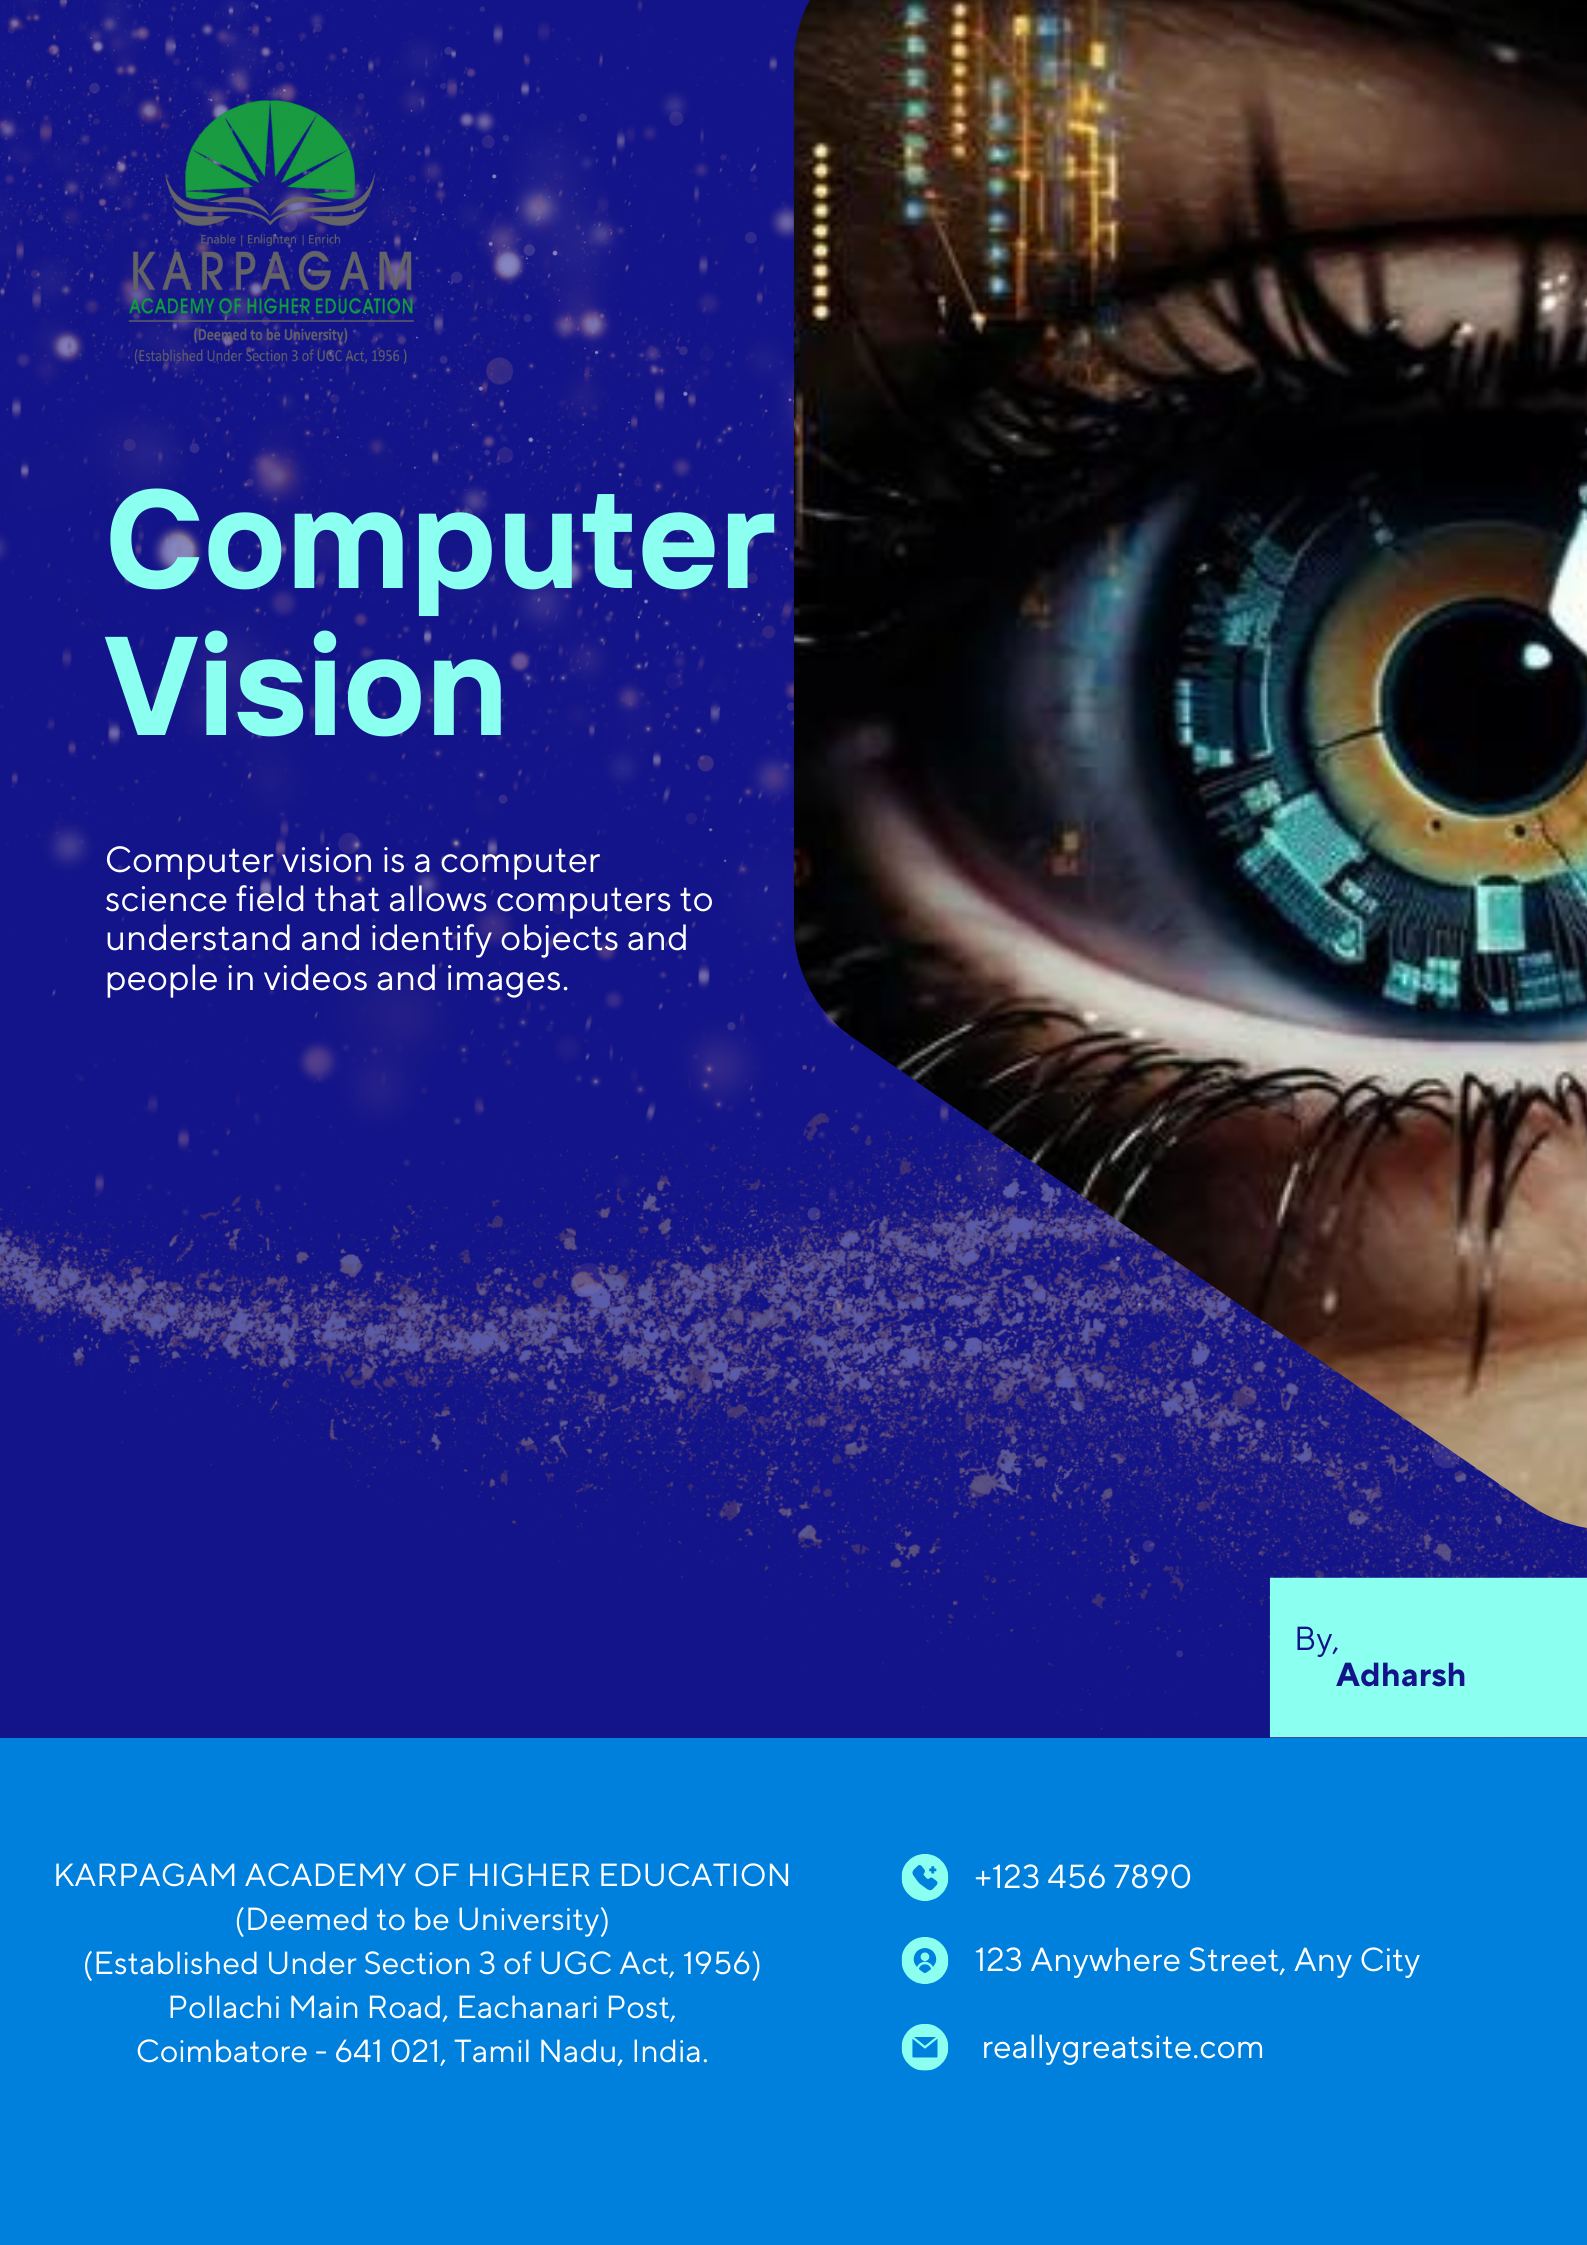 Enable | Enlighten | Enrich
KARPAGAM
ACADEMY OF HIGHER EDUCATION
(Deemed to be University)
(Established Under Section 3 of UGC Act, 1956 )
Computer
Vision
Computer vision is a computer
science field that allows computers to
understand and identify objects and
people in videos and images.
By,
Adharsh
KARPAGAM ACADEMY OF HIGHER EDUCATION
(Deemed to be University)
(Established Under Section 3 of UGC Act, 1956)
Pollachi Main Road, Eachanari Post,
Coimbatore - 641 021, Tamil Nadu, India.
+123 456 7890
123 Anywhere Street, Any City
reallygreatsite.com